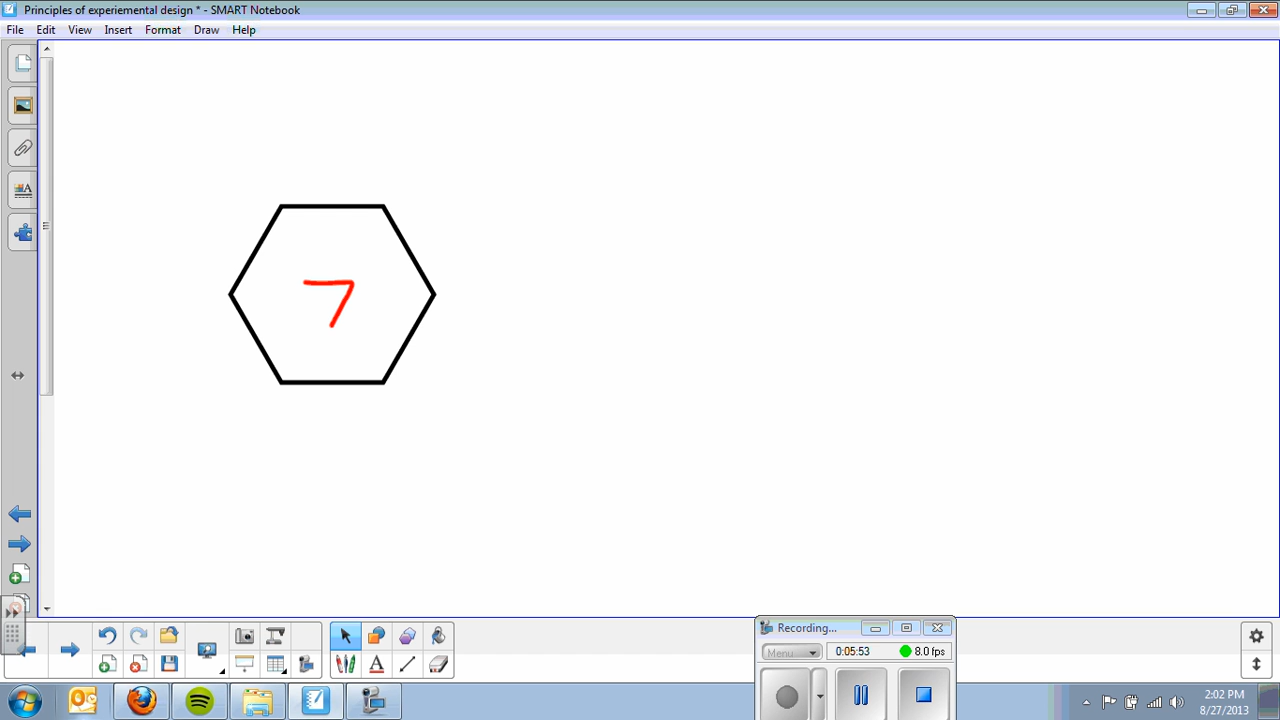 Principles of experiemental design * - SMART Notebook
File Edit View Insert Format Draw Help
7
Recording...
Menu 0:05:53 8.0 fps
2:02 PM
8/27/2013